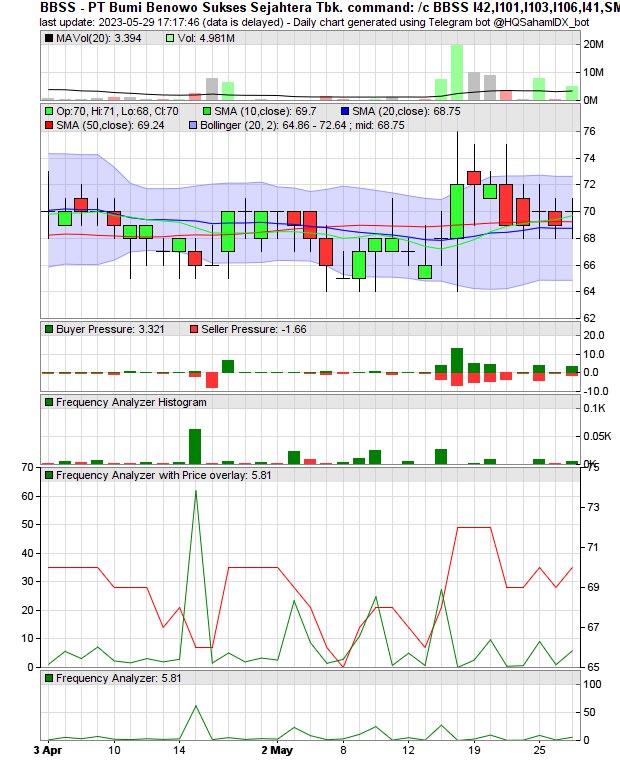 BBSS - PT Bumi Benowo Sukses Sejahtera Tbk. command: /c BBSS I42,I101,I103,I106,I41,SM
last update: 2023-05-29 17:17:46 (data is delayed) - Daily chart generated using Telegram bot @HQSahamIDX_bot
MAVol(20): 3.394 Vol: 4.981M
20M
10M
0M
Op:70, Hi:71, Lo:68, Cl:70 SMA (10,close): 69.7 SMA (20,close): 68.75
SMA (50,close): 69.24 Bollinger (20, 2): 64.86 - 72.64 ; mid: 68.75
76
74
72
70
68
66
64
62
Buyer Pressure: 3.321 Seller Pressure: -1.66
20.0
10.0
0.0
-10.0
Frequency Analyzer Histogram
0.1K
0.05K
0K
Frequency Analyzer with Price overlay: 5.81
70
60
50
40
30
20
10
0
75
73
71
69
67
65
Frequency Analyzer: 5.81
100
50
0
3 Apr 10 14 2 May 8 12 19 25